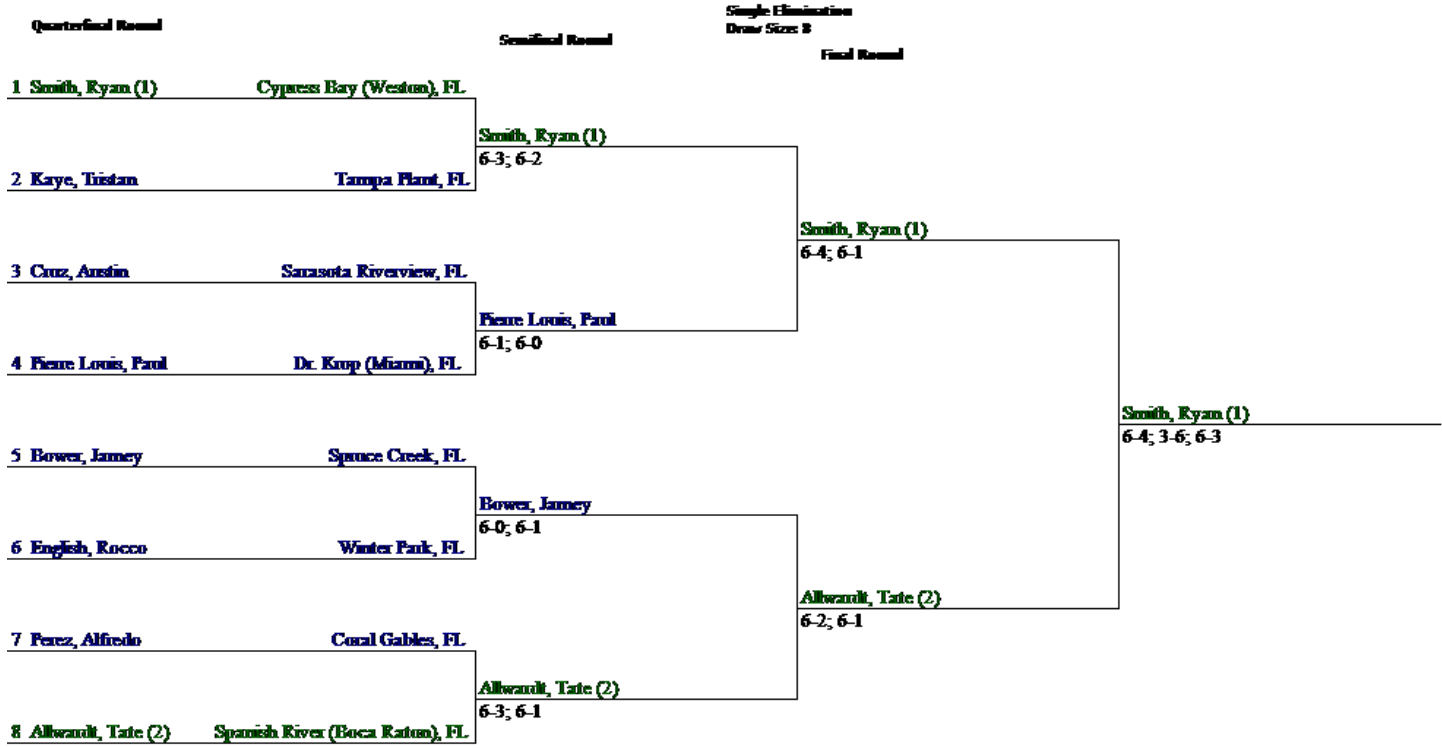 Single Elimination
Draw Size: 8
Quarterfinal Round
Semifinal Round
Final Round
1 Smith, Ryan (1) Cypress Bay (Weston), FL
Smith, Ryan (1)
6-3; 6-2
2 Kaye, Tristan Tampa Plant, FL
Smith, Ryan (1)
6-4; 6-1
3 Cruz, Austin Sarasota Riverview, FL
Pierre Louis, Paul
6-1; 6-0
4 Pierre Louis, Paul Dr. Krop (Miami), FL
Smith, Ryan (1)
6-4; 3-6; 6-3
5 Bower, Jamey Spruce Creek, FL
Bower, Jamey
6-0; 6-1
6 English, Rocco Winter Park, FL
Allwardt, Tate (2)
6-2; 6-1
7 Perez, Alfredo Coral Gables, FL
Allwardt, Tate (2)
6-3; 6-1
8 Allwardt, Tate (2) Spanish River (Boca Raton), FL